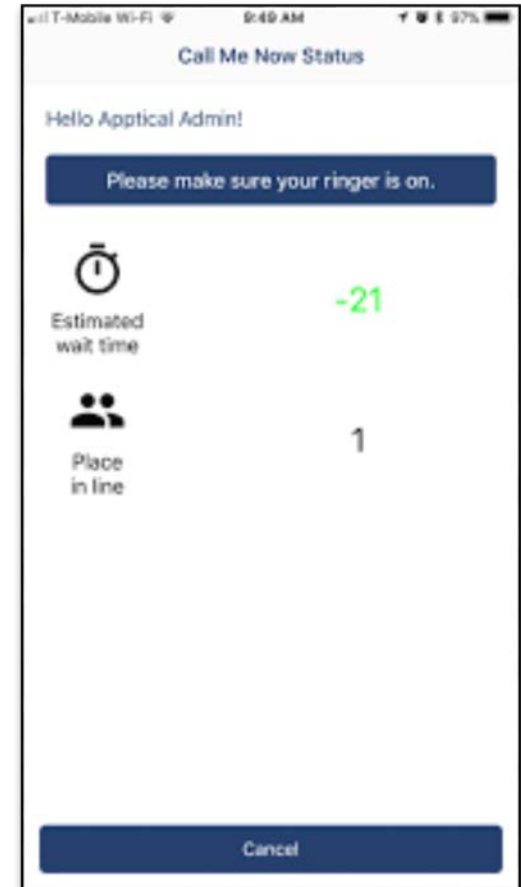 T-Mobile Wi-Fi 9:49 AM 97%
Call Me Now Status
Hello Apptical Admin!
Please make sure your ringer is on.
-21
Estimated
wait time
1
Place
in line
Cancel